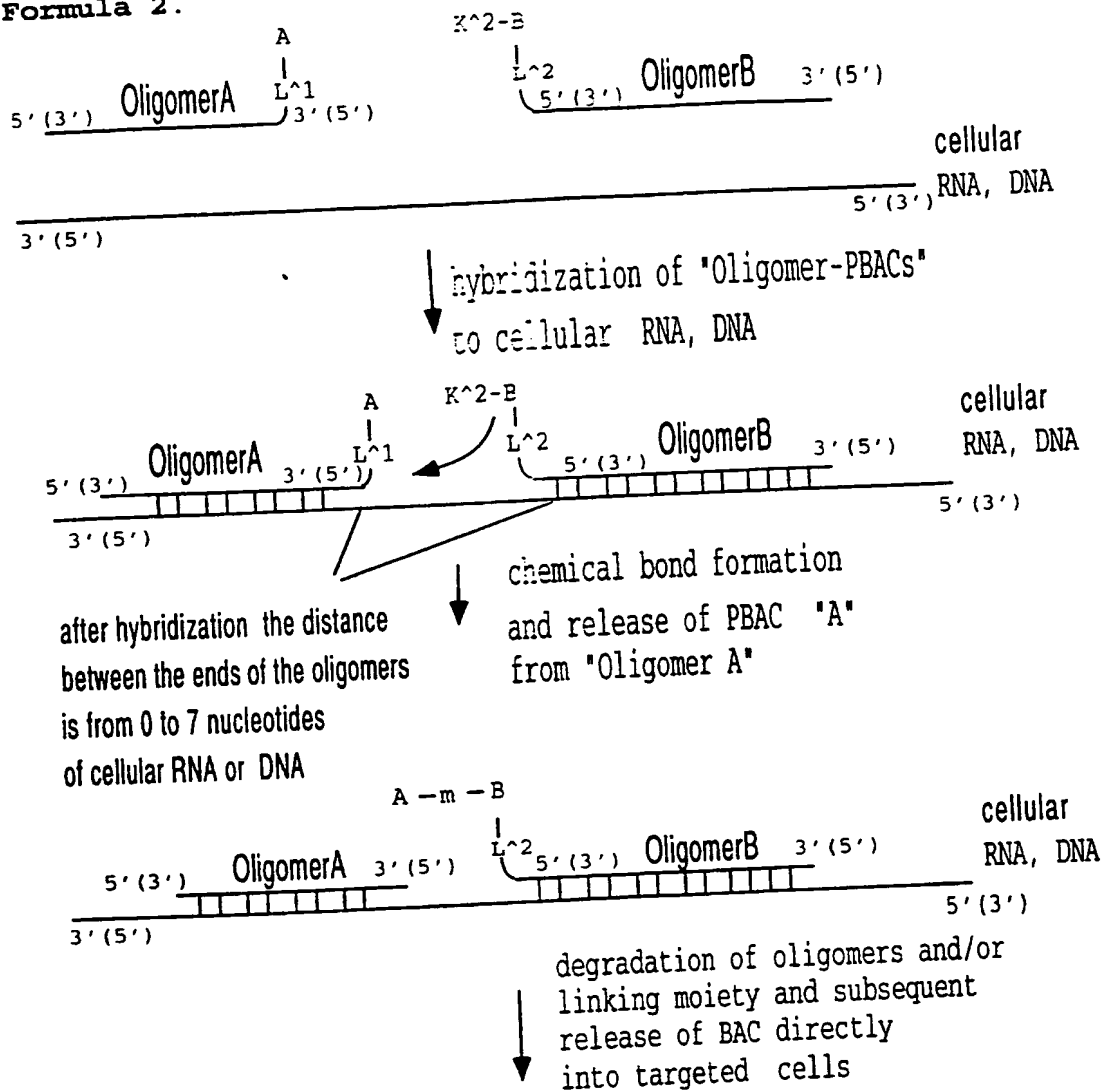 Formula 2.
A K^2-B
L^1 L^2
5'(3') OligomerA 3'(5') 5'(3') OligomerB 3'(5')
cellular
RNA, DNA
3'(5') 5'(3')
hybridization of "Oligomer-PBACs"
to cellular RNA, DNA
A K^2-B
L^1 L^2
5'(3') OligomerA 3'(5') 5'(3') OligomerB 3'(5')
cellular
RNA, DNA
3'(5') 5'(3')
chemical bond formation
and release of PBAC "A"
from "Oligomer A"
after hybridization the distance
between the ends of the oligomers
is from 0 to 7 nucleotides
of cellular RNA or DNA
A -m - B
L^2
5'(3') OligomerA 3'(5') 5'(3') OligomerB 3'(5')
cellular
RNA, DNA
3'(5') 5'(3')
degradation of oligomers and/or
linking moiety and subsequent
release of BAC directly
into targeted cells